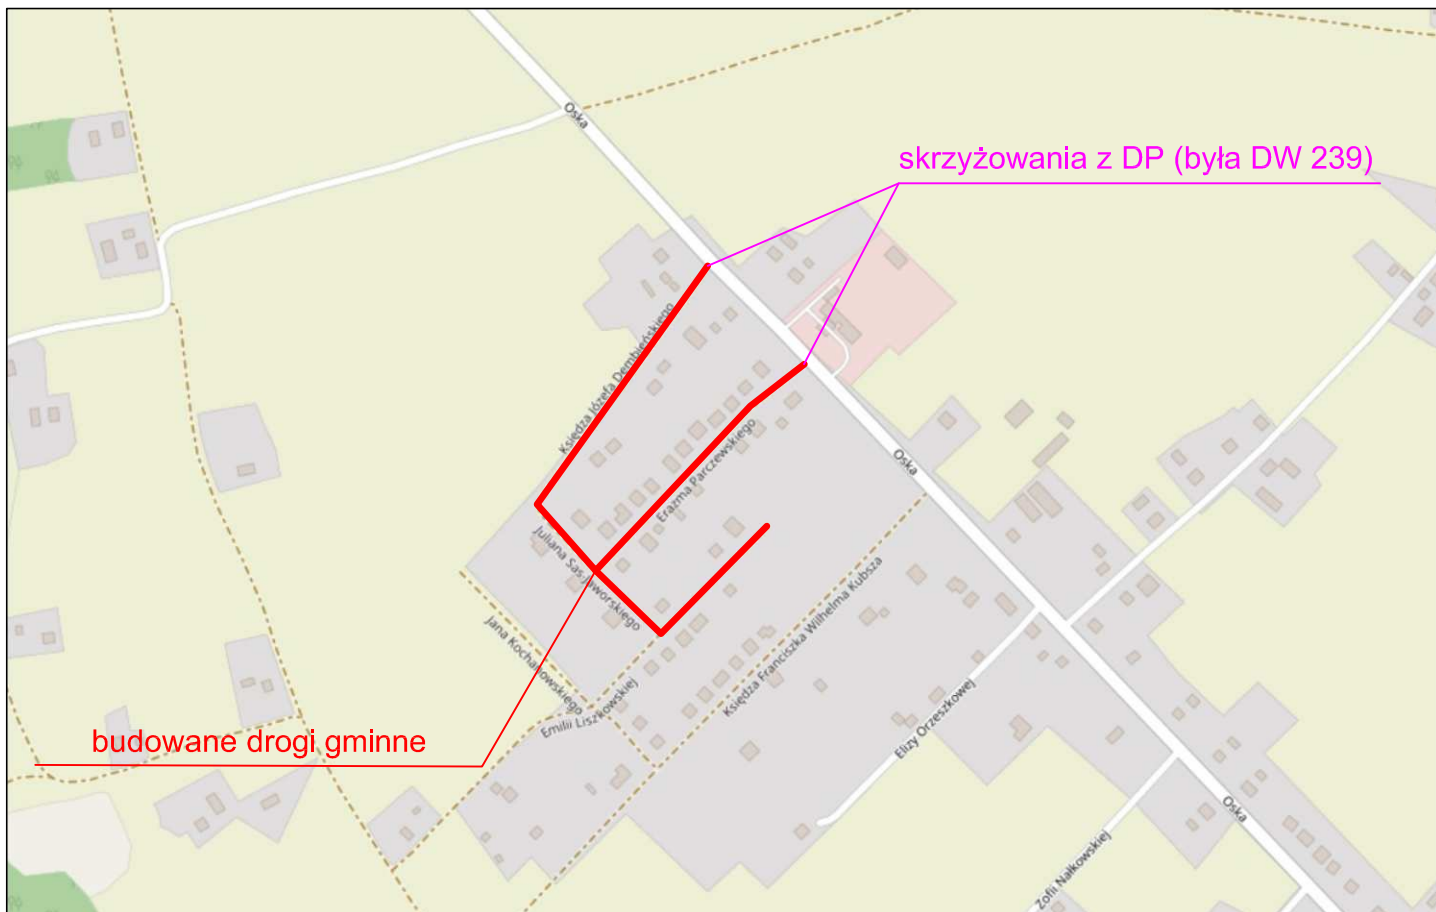 Oska
skrzyżowania z DP (była DW 239)
Księdza Józefa Dembieńskiego
Erazma Parczewskiego
Oska
Juliana Sas-Jaworskiego
Jana Kochanowskiego
Emilii Liszkowskiej
Księdza Franciszka Wilhelma Kubsza
Elizy Orzeszkowej
budowane drogi gminne
Oska
Zofii Nałkowskiej